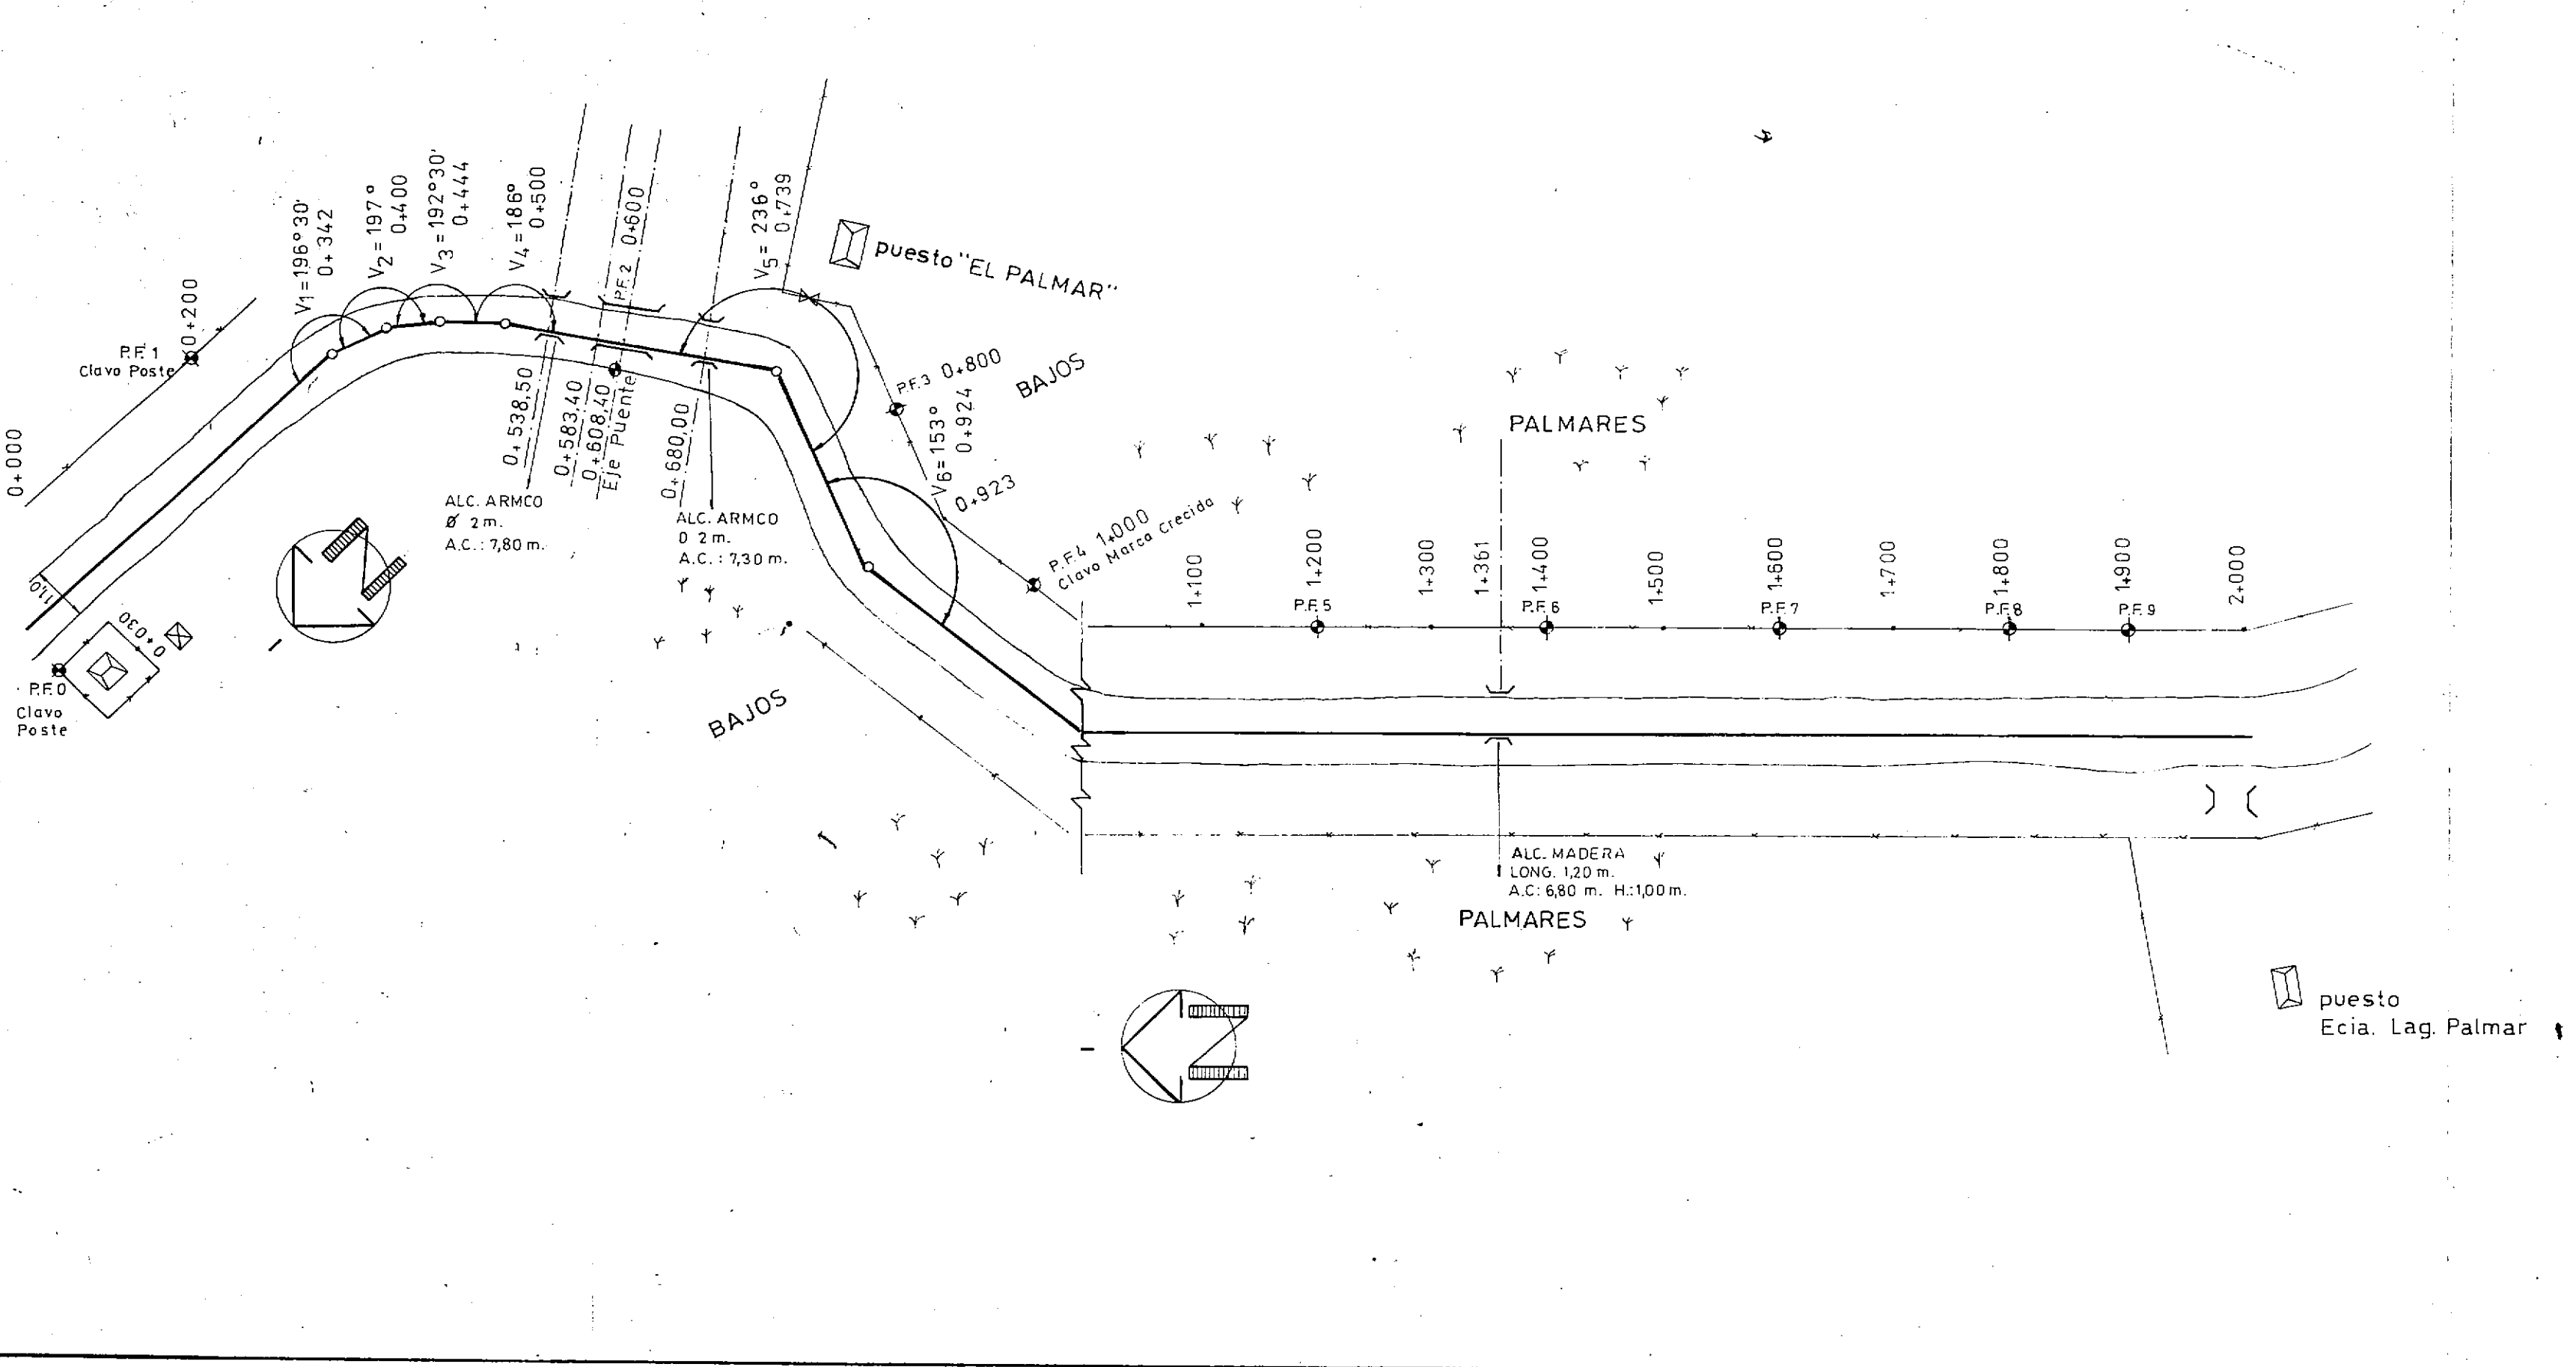 0+000
P.F. 1
Clavo Poste
0+200
V1=196°30'
0+342
V2=197°
0+400
V3=192°30'
0+444
V4=186°
0+500
P.F. 2 0+600
V5=236°
0+739
puesto "EL PALMAR"
P.F.3 0+800
BAJOS
V6=153°
0+924
0+923
P.F.4 1+000
Clavo Marca Crecida
0+538,50
0+583,40
0+608,40
Eje Puente
0+680,00
ALC. ARMCO
Ø 2m.
A.C.: 7,80 m.
ALC. ARMCO
0 2m.
A.C.: 7,30 m.
11,0
0+030
P.F.0
Clavo
Poste
N
BAJOS
PALMARES
1+100
1+200
1+300
1+361
1+400
1+500
1+600
1+700
1+800
1+900
2+000
P.F.5
P.F.6
P.F.7
P.F.8
P.F.9
ALC. MADERA
LONG. 1,20 m.
A.C: 6,80 m. H.:1,00 m.
PALMARES
N
puesto
Ecia. Lag. Palmar